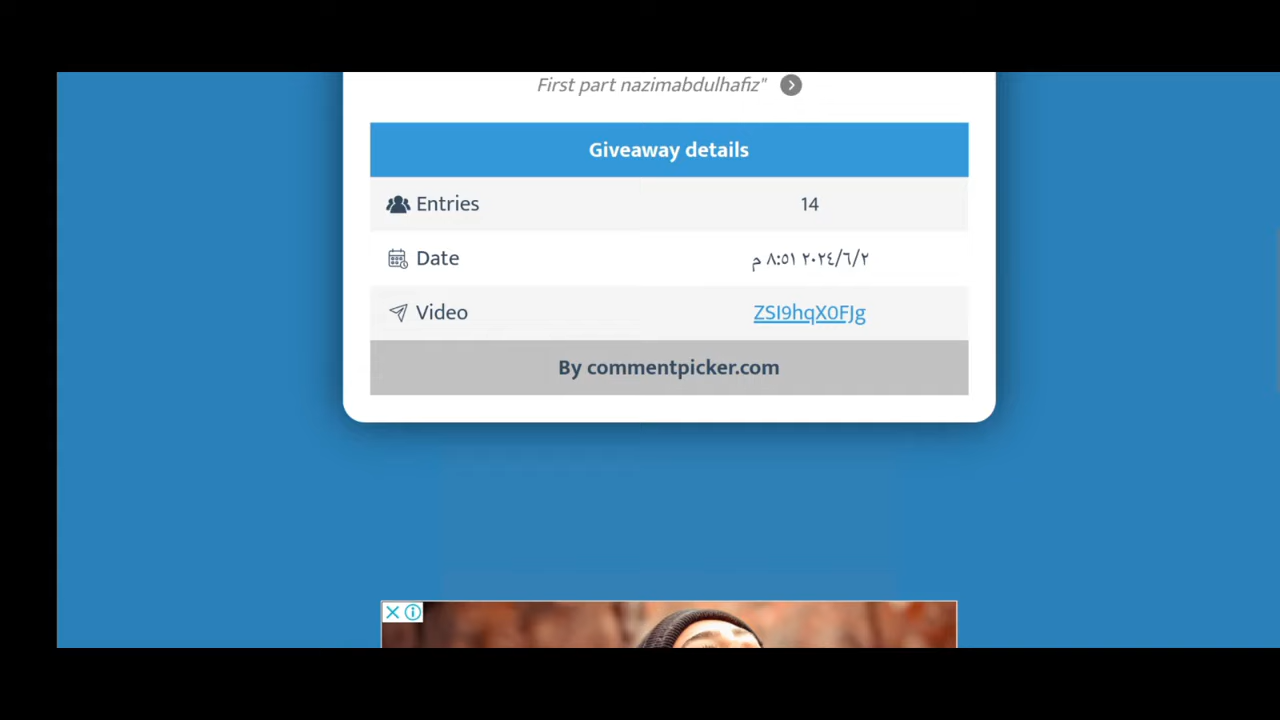 First part nazimabdulhafiz"
Giveaway details
Entries 14
Date ٢٠٢٤/٦/٢ ٨:٥١ م
Video ZSI9hqX0FJg
By commentpicker.com